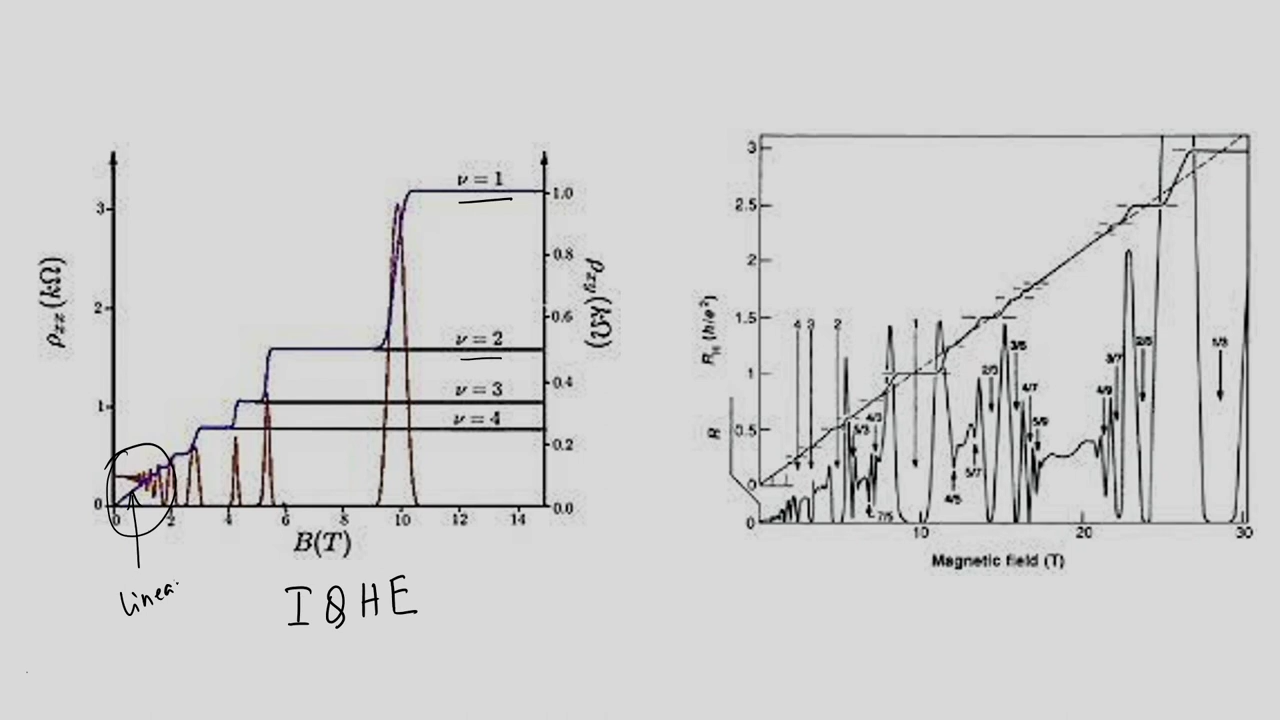 ρxx (kΩ)
3
2
1
0
0 2 4 6 8 10 12 14
B(T)
ν = 1
ν = 2
ν = 3
ν = 4
1.0
0.8
0.6
0.4
0.2
0.0
ρxy (kΩ)
Linea
IQHE
R_H (h/e²)
R
3
2.5
2
1.5
1
0.5
0
0
4 3 2 1
5/3
4/3
7/5
4/5
5/7
2/3
3/5
4/7
5/9
4/9
3/7
2/5
1/3
10 20 30
Magnetic field (T)